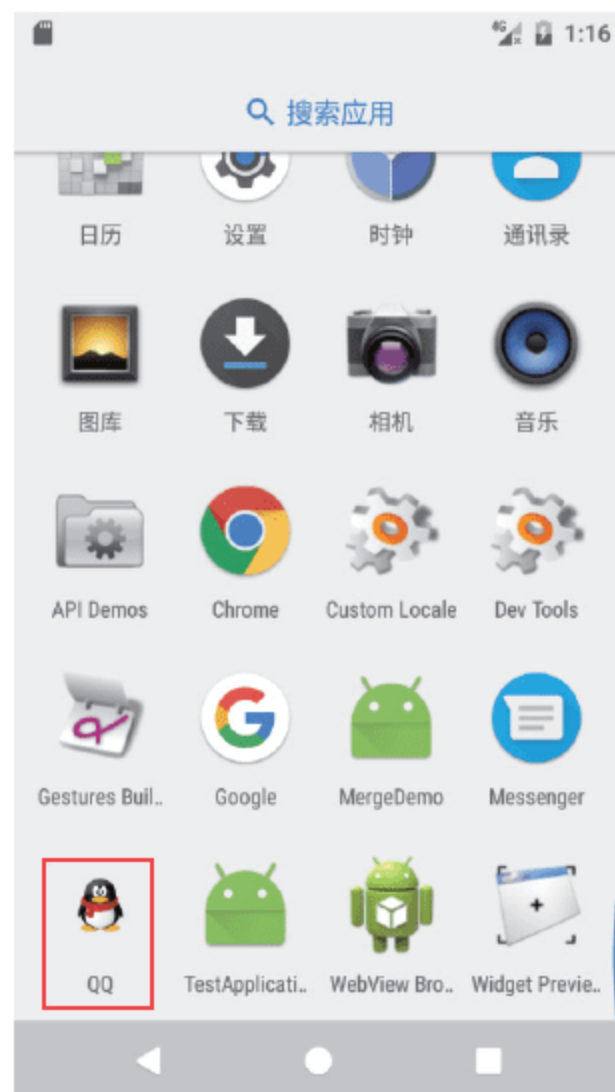 4G 1:16
搜索应用
日历 设置 时钟 通讯录
图库 下载 相机 音乐
API Demos Chrome Custom Locale Dev Tools
Gestures Buil.. Google MergeDemo Messenger
QQ TestApplicati.. WebView Bro.. Widget Previe..